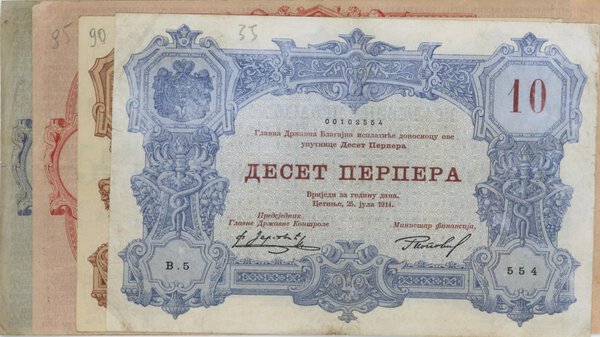 85
90
35
10
00102554
Главна Државна Благајна исплатиће доносиоцу ове
упутнице Десет Перпера
ДЕСЕТ ПЕРПЕРА
Вриједи за годину дана.
Цетиње, 25. јула 1914.
Предсједник
Главне Државне Контроле
Министар финансија,
В.5
554